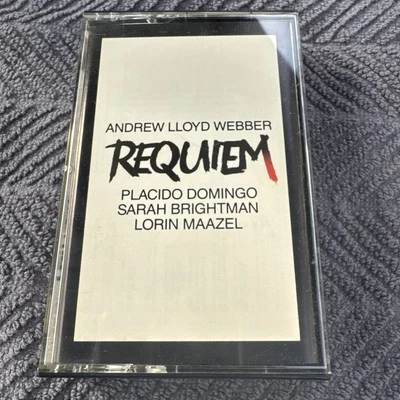 ANDREW LLOYD WEBBER
REQUIEM
PLACIDO DOMINGO
SARAH BRIGHTMAN
LORIN MAAZEL